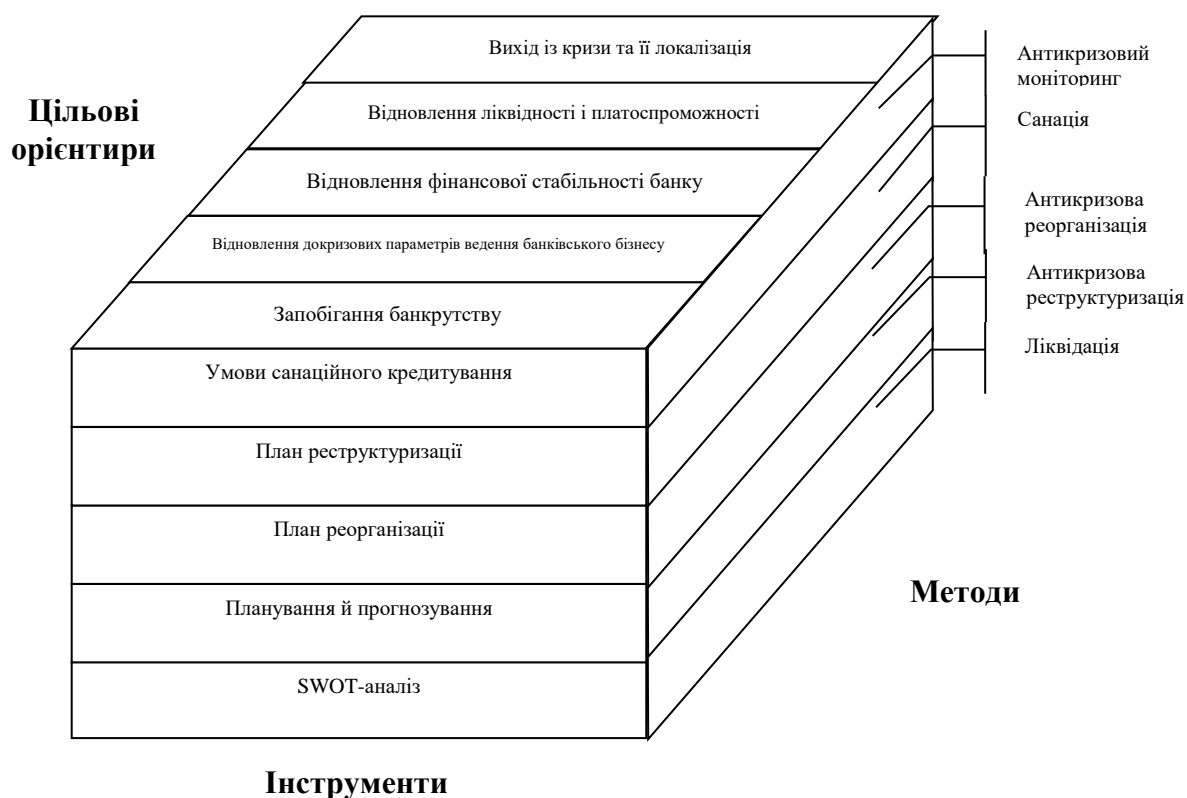 Вихід із кризи та її локалізація
Антикризовий
моніторинг
Цільові
орієнтири
Відновлення ліквідності і платоспроможності
Санація
Відновлення фінансової стабільності банку
Антикризова
реорганізація
Відновлення докризових параметрів ведення банківського бізнесу
Антикризова
реструктуризація
Запобігання банкрутству
Ліквідація
Умови санаційного кредитування
План реструктуризації
План реорганізації
Методи
Планування й прогнозування
SWOT-аналіз
Інструменти